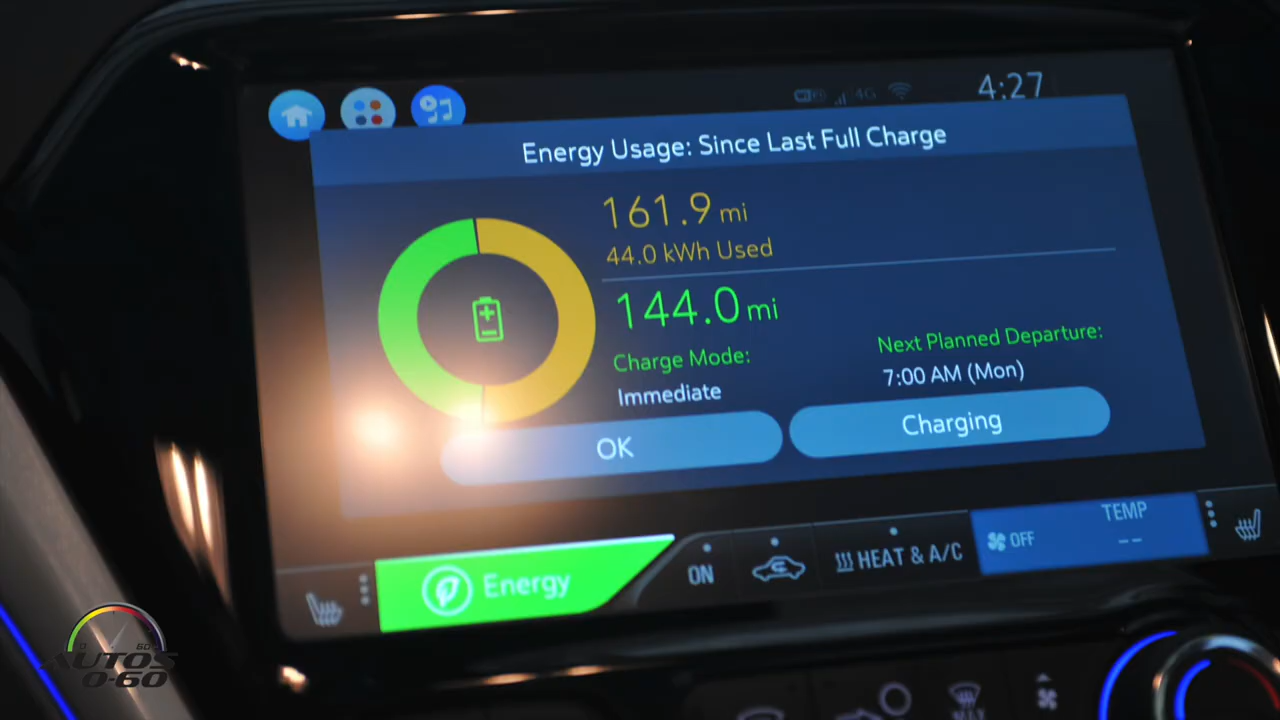 4G
4:27
Energy Usage: Since Last Full Charge
161.9 mi
44.0 kWh Used
144.0 mi
Charge Mode:
Immediate
Next Planned Departure:
7:00 AM (Mon)
OK
Charging
Energy
ON
HEAT & A/C
OFF
TEMP
--
AUTOS
0-60
MAX